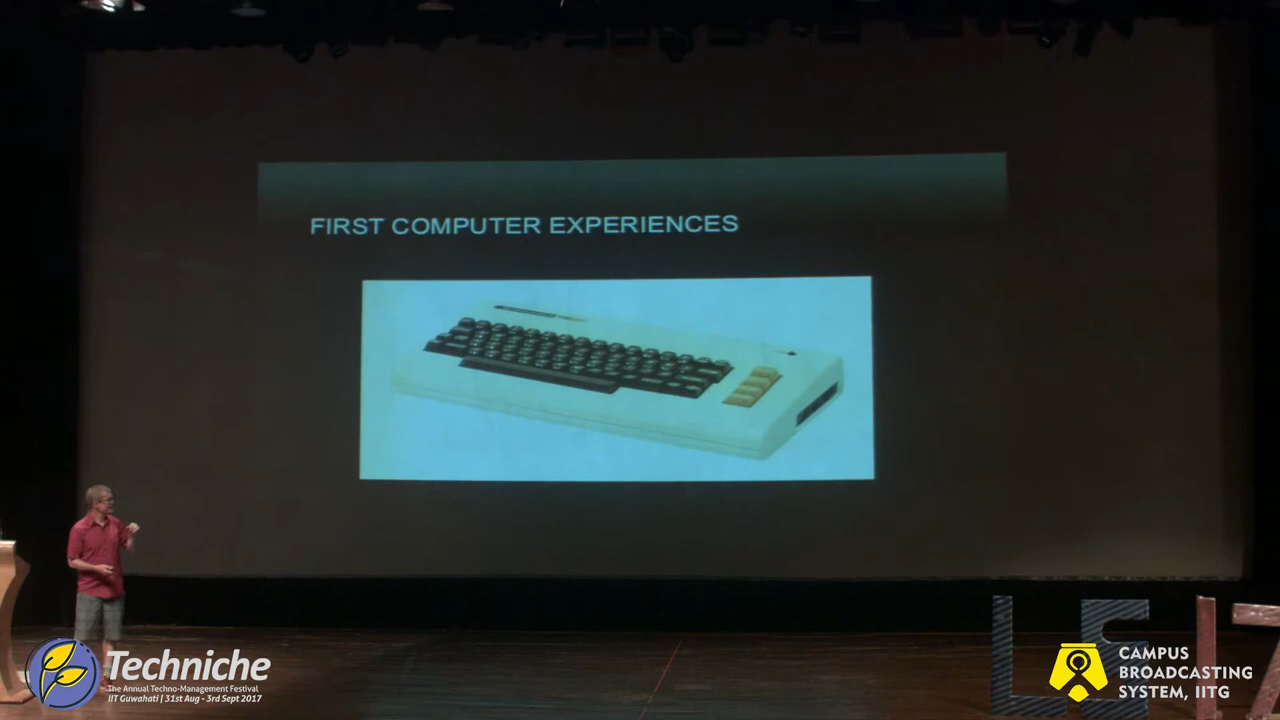 FIRST COMPUTER EXPERIENCES
LE
Techniche
The Annual Techno-Management Festival
IIT Guwahati | 31st Aug - 3rd Sept 2017
CAMPUS
BROADCASTING
SYSTEM, IITG